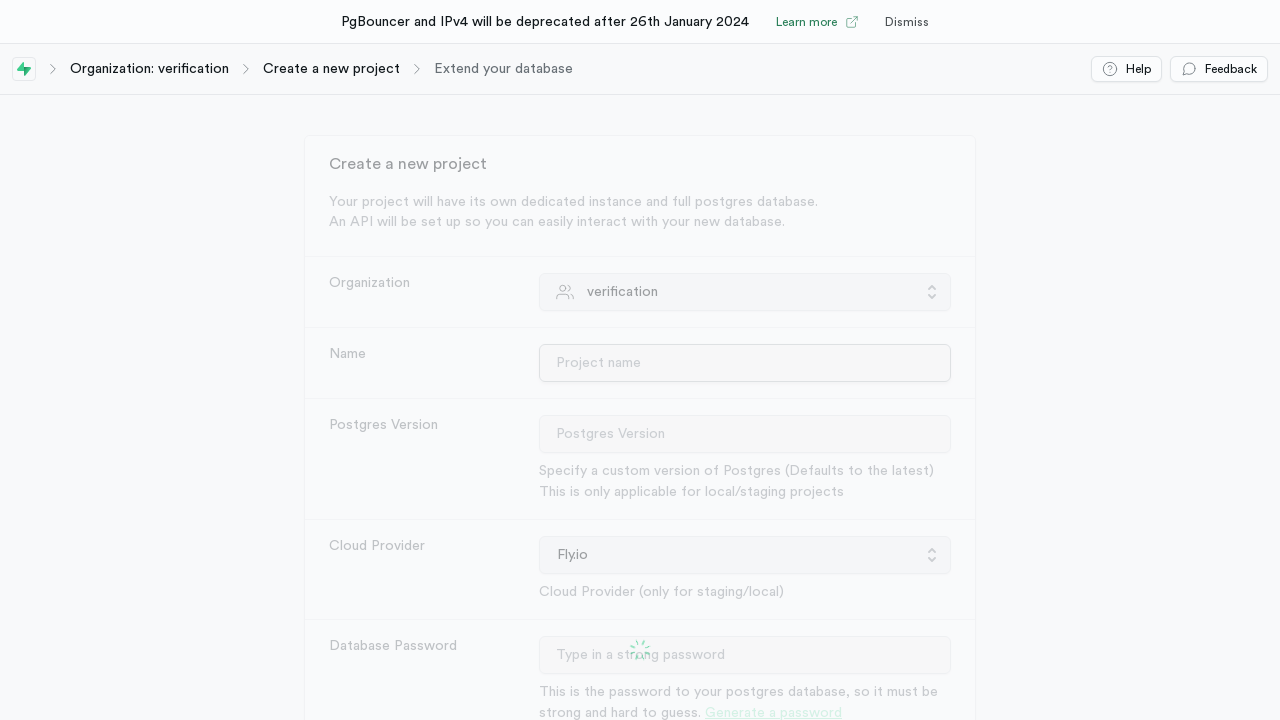 PgBouncer and IPv4 will be deprecated after 26th January 2024
Learn more
Dismiss
Organization: verification
Create a new project
Extend your database
Help
Feedback
Create a new project
Your project will have its own dedicated instance and full postgres database.
An API will be set up so you can easily interact with your new database.
Organization
verification
Name
Project name
Postgres Version
Postgres Version
Specify a custom version of Postgres (Defaults to the latest)
This is only applicable for local/staging projects
Cloud Provider
Fly.io
Cloud Provider (only for staging/local)
Database Password
Type in a strong password
This is the password to your postgres database, so it must be
strong and hard to guess. Generate a password